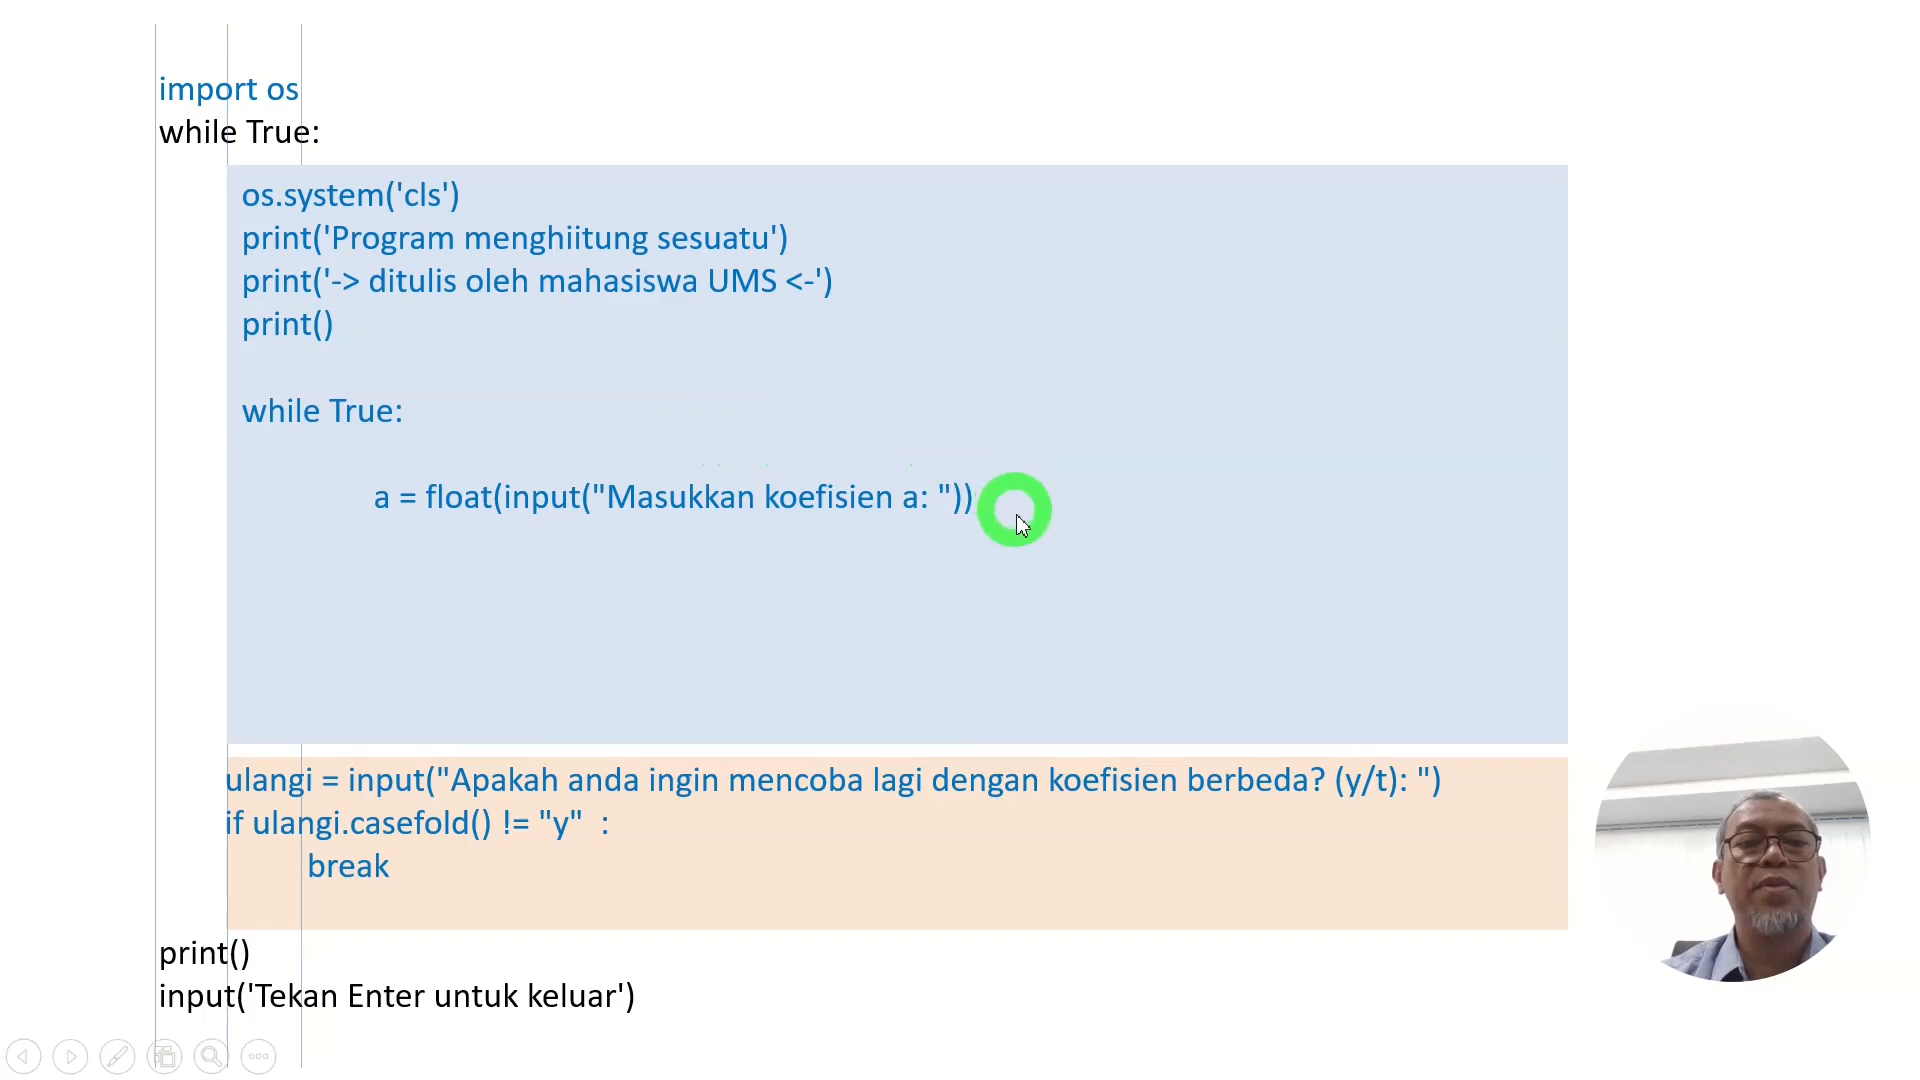 import os
while True:
os.system('cls')
print('Program menghiitung sesuatu')
print('-> ditulis oleh mahasiswa UMS <-')
print()
while True:
a = float(input("Masukkan koefisien a: "))
ulangi = input("Apakah anda ingin mencoba lagi dengan koefisien berbeda? (y/t): ")
if ulangi.casefold() != "y"  :
break
print()
input('Tekan Enter untuk keluar')